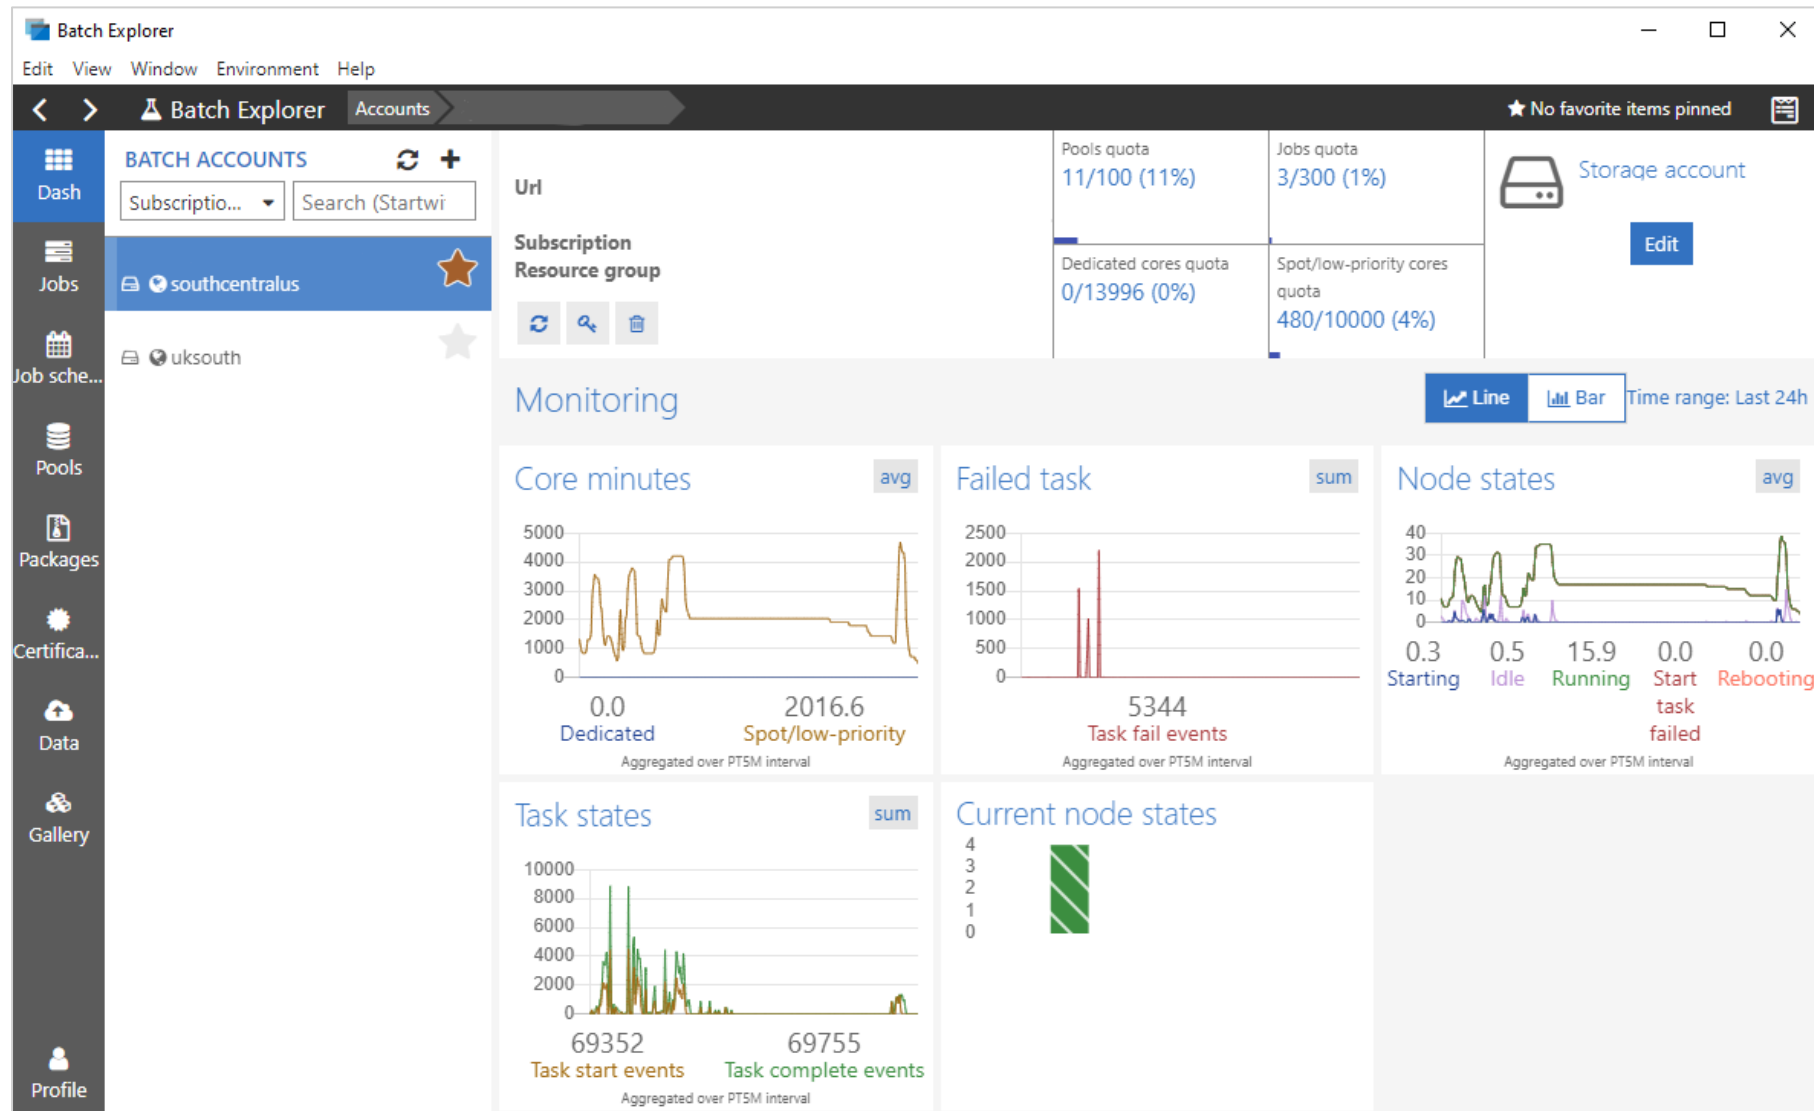 Batch Explorer
Edit View Window Environment Help
Batch Explorer Accounts
No favorite items pinned
Dash
Jobs
Job sche...
Pools
Packages
Certifica...
Data
Gallery
Profile
BATCH ACCOUNTS
Subscriptio... Search (Startwi
southcentralus
uksouth
Url
Subscription
Resource group
Pools quota
11/100 (11%)
Jobs quota
3/300 (1%)
Dedicated cores quota
0/13996 (0%)
Spot/low-priority cores
quota
480/10000 (4%)
Storage account
Edit
Monitoring
Line Bar Time range: Last 24h
Core minutes avg
5000
4000
3000
2000
1000
0
0.0 2016.6
Dedicated Spot/low-priority
Aggregated over PT5M interval
Failed task sum
2500
2000
1500
1000
500
0
5344
Task fail events
Aggregated over PT5M interval
Node states avg
40
30
20
10
0
0.3 0.5 15.9 0.0 0.0
Starting Idle Running Start Rebooting
task
failed
Aggregated over PT5M interval
Task states sum
10000
8000
6000
4000
2000
0
69352 69755
Task start events Task complete events
Aggregated over PT5M interval
Current node states
4
3
2
1
0